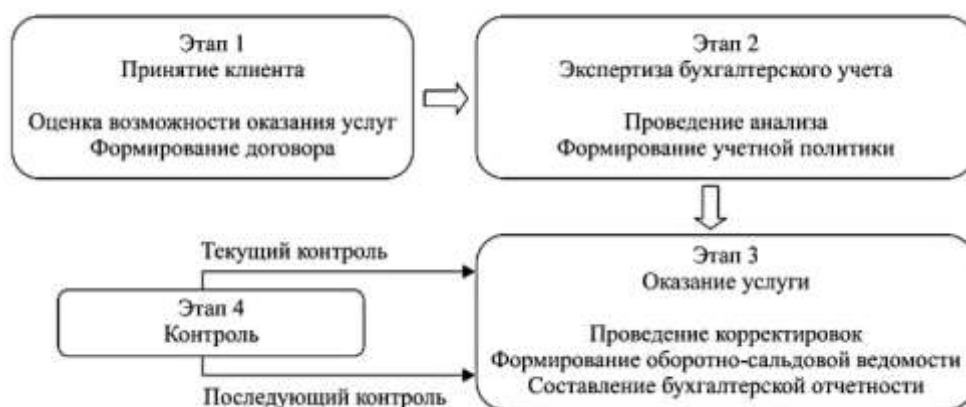 Этап 1
Принятие клиента
Оценка возможности оказания услуг
Формирование договора
Этап 2
Экспертиза бухгалтерского учета
Проведение анализа
Формирование учетной политики
Этап 3
Оказание услуги
Проведение корректировок
Формирование оборотно-сальдовой ведомости
Составление бухгалтерской отчетности
Текущий контроль
Этап 4
Контроль
Последующий контроль